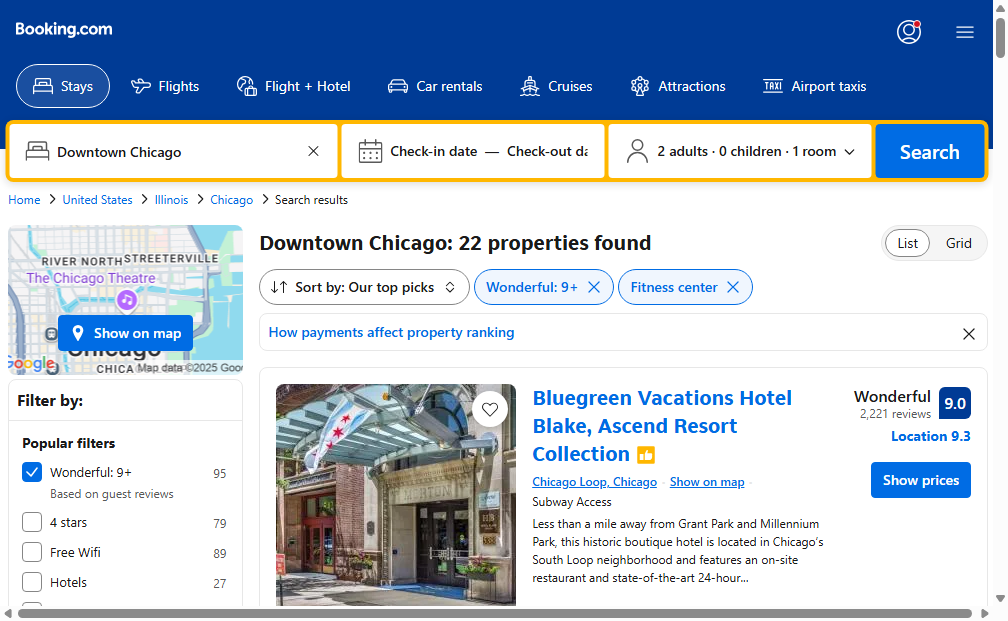 Booking.com
Stays
Flights
Flight + Hotel
Car rentals
Cruises
Attractions
TAXI Airport taxis
Downtown Chicago
Check-in date — Check-out da
2 adults · 0 children · 1 room
Search
Home
United States
Illinois
Chicago
Search results
RIVER NORTH
STREETERVILLE
The Chicago Theatre
Show on map
Chicago
Google
CHICA
Map data ©2025 Goo
Filter by:
Popular filters
Wonderful: 9+ 95
Based on guest reviews
4 stars 79
Free Wifi 89
Hotels 27
Downtown Chicago: 22 properties found
List
Grid
Sort by: Our top picks
Wonderful: 9+
Fitness center
How payments affect property ranking
Bluegreen Vacations Hotel
Blake, Ascend Resort
Collection
Chicago Loop, Chicago
Show on map
Subway Access
Less than a mile away from Grant Park and Millennium
Park, this historic boutique hotel is located in Chicago’s
South Loop neighborhood and features an on-site
restaurant and state-of-the-art 24-hour...
Wonderful 9.0
2,221 reviews
Location 9.3
Show prices